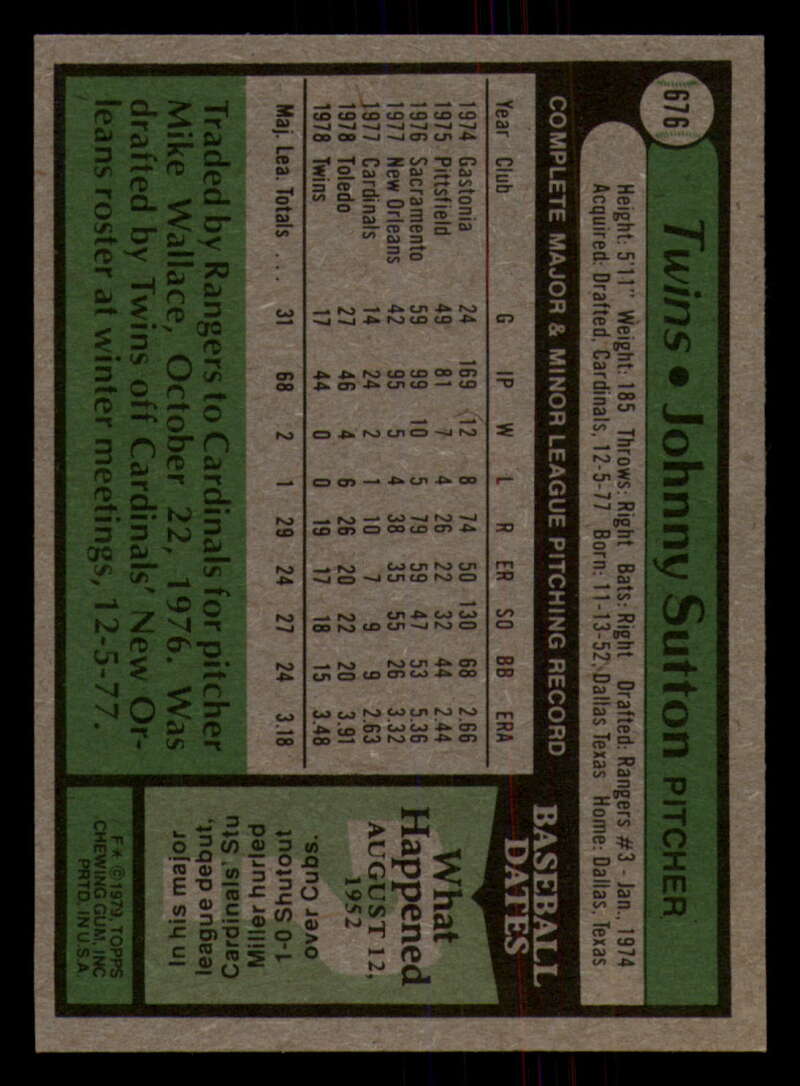 676
Twins • Johnny Sutton PITCHER
Height: 5'11" Weight: 185 Throws: Right Bats: Right Drafted: Rangers #3 - Jan., 1974
Acquired: Drafted, Cardinals, 12-5-77 Born: 11-13-52, Dallas Texas Home: Dallas, Texas
COMPLETE MAJOR & MINOR LEAGUE PITCHING RECORD
Year Club G IP W L R ER SO BB ERA
1974 Gastonia 24 169 12 8 74 50 130 68 2.66
1975 Pittsfield 49 81 7 4 26 22 32 44 2.44
1976 Sacramento 59 99 10 5 79 59 47 53 5.36
1977 New Orleans 42 95 5 4 38 35 55 26 3.32
1977 Cardinals 14 24 2 1 10 7 9 9 2.63
1978 Toledo 27 46 4 6 26 20 22 20 3.91
1978 Twins 17 44 0 0 19 17 18 15 3.48
Maj. Lea. Totals .... 31 68 2 1 29 24 27 24 3.18
Traded by Rangers to Cardinals for pitcher
Mike Wallace, October 22, 1976. Was
drafted by Twins off Cardinals' New Or-
leans roster at winter meetings, 12-5-77.
BASEBALL
DATES
What
Happened
AUGUST 12,
1952
In his major
league debut,
Cardinals' Stu
Miller hurled
1-0 Shutout
over Cubs.
F* ©1979, TOPPS
CHEWING GUM, INC
PRTD. IN U.S.A